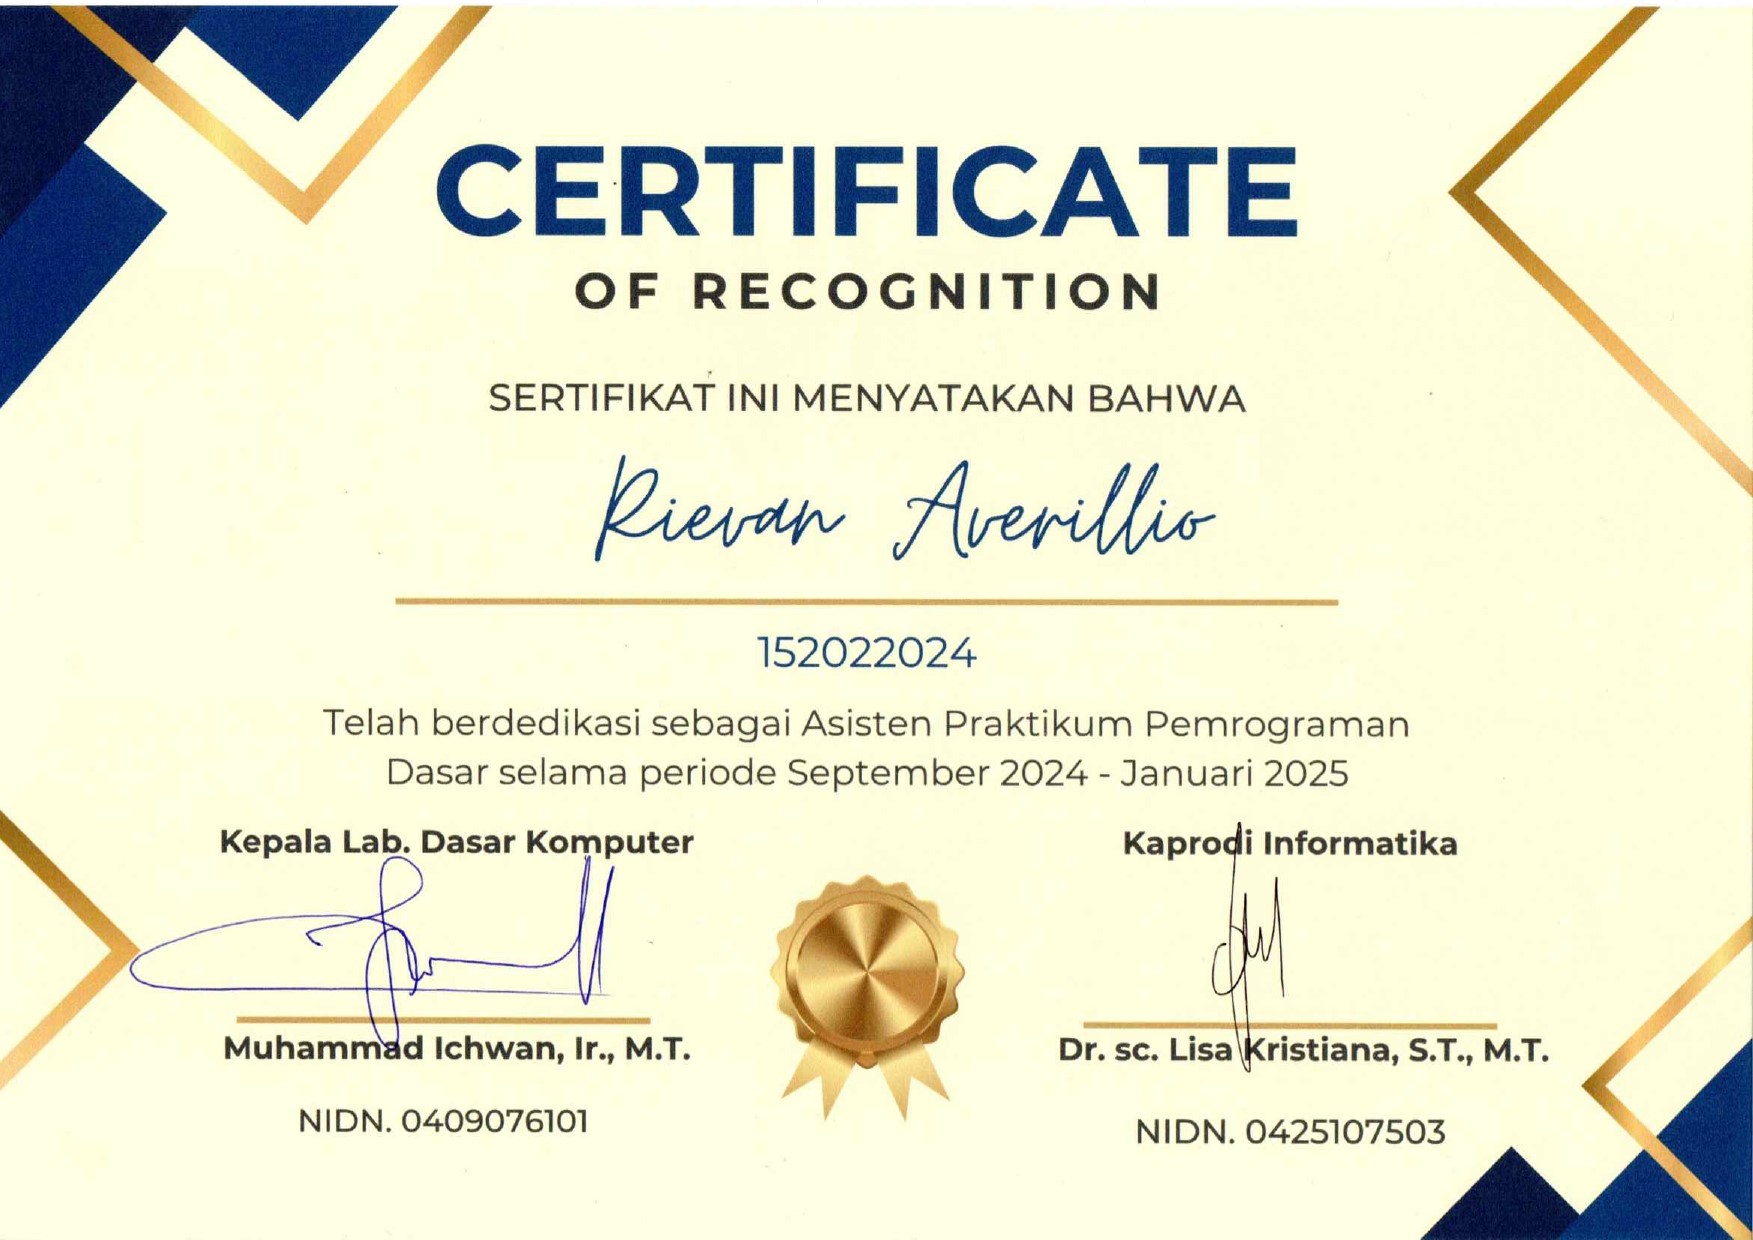 CERTIFICATE
OF RECOGNITION
SERTIFIKAT INI MENYATAKAN BAHWA
Rievan Averillio
152022024
Telah berdedikasi sebagai Asisten Praktikum Pemrograman
Dasar selama periode September 2024 - Januari 2025
Kepala Lab. Dasar Komputer
Kaprodi Informatika
Muhammad Ichwan, Ir., M.T.
Dr. sc. Lisa Kristiana, S.T., M.T.
NIDN. 0409076101
NIDN. 0425107503